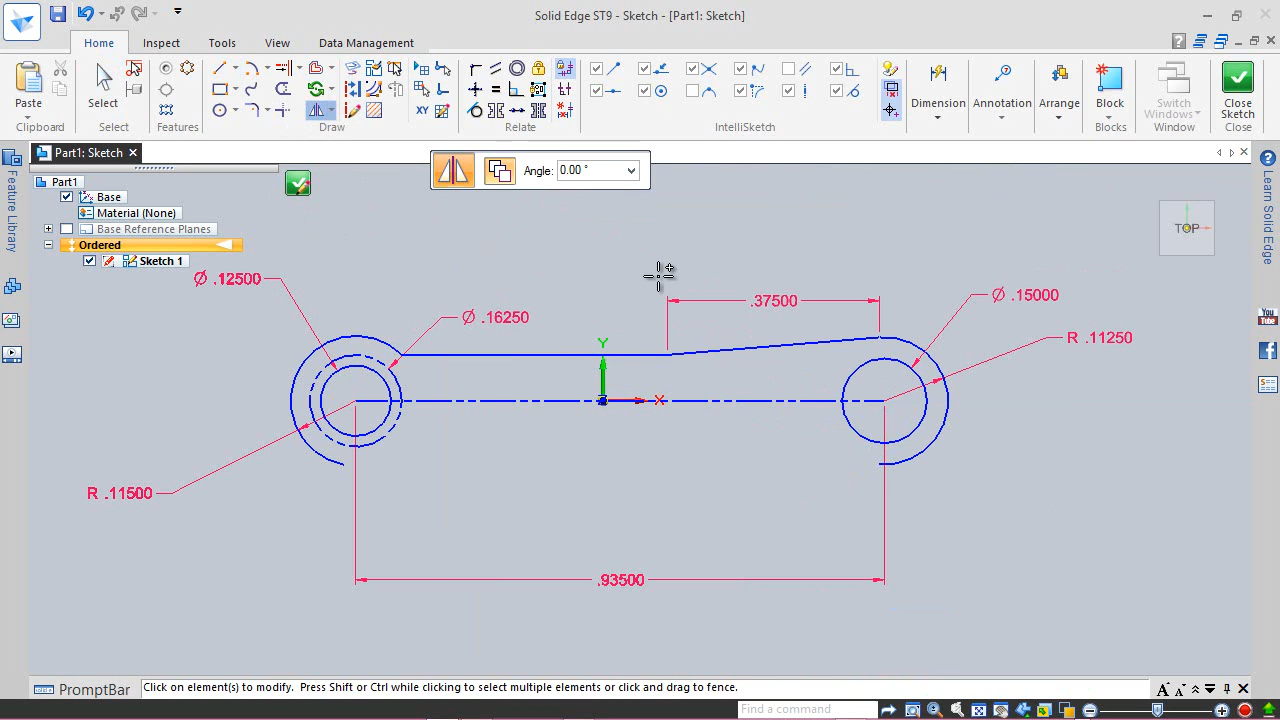 Solid Edge ST9 - Sketch - [Part1: Sketch]
Home Inspect Tools View Data Management
Paste Select XY Dimension Annotation Arrange Block Switch Windows Close Sketch
Clipboard Select Features Draw Relate IntelliSketch Blocks Window Close
Part1: Sketch
Angle: 0.00 °
Part1
Base
Material (None)
Base Reference Planes
Ordered
Sketch 1
Feature Library
Learn Solid Edge
You Tube
TOP
Ø .12500
Ø .16250
.37500
Ø .15000
R .11250
Y
X
R .11500
.93500
PromptBar
Click on element(s) to modify. Press Shift or Ctrl while clicking to select multiple elements or click and drag to fence.
Find a command